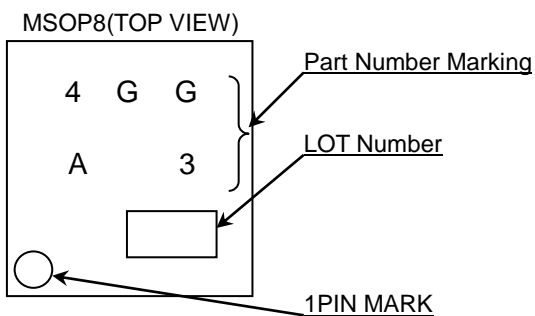 MSOP8(TOP VIEW)
Part Number Marking
4 G G
LOT Number
A 3
1PIN MARK